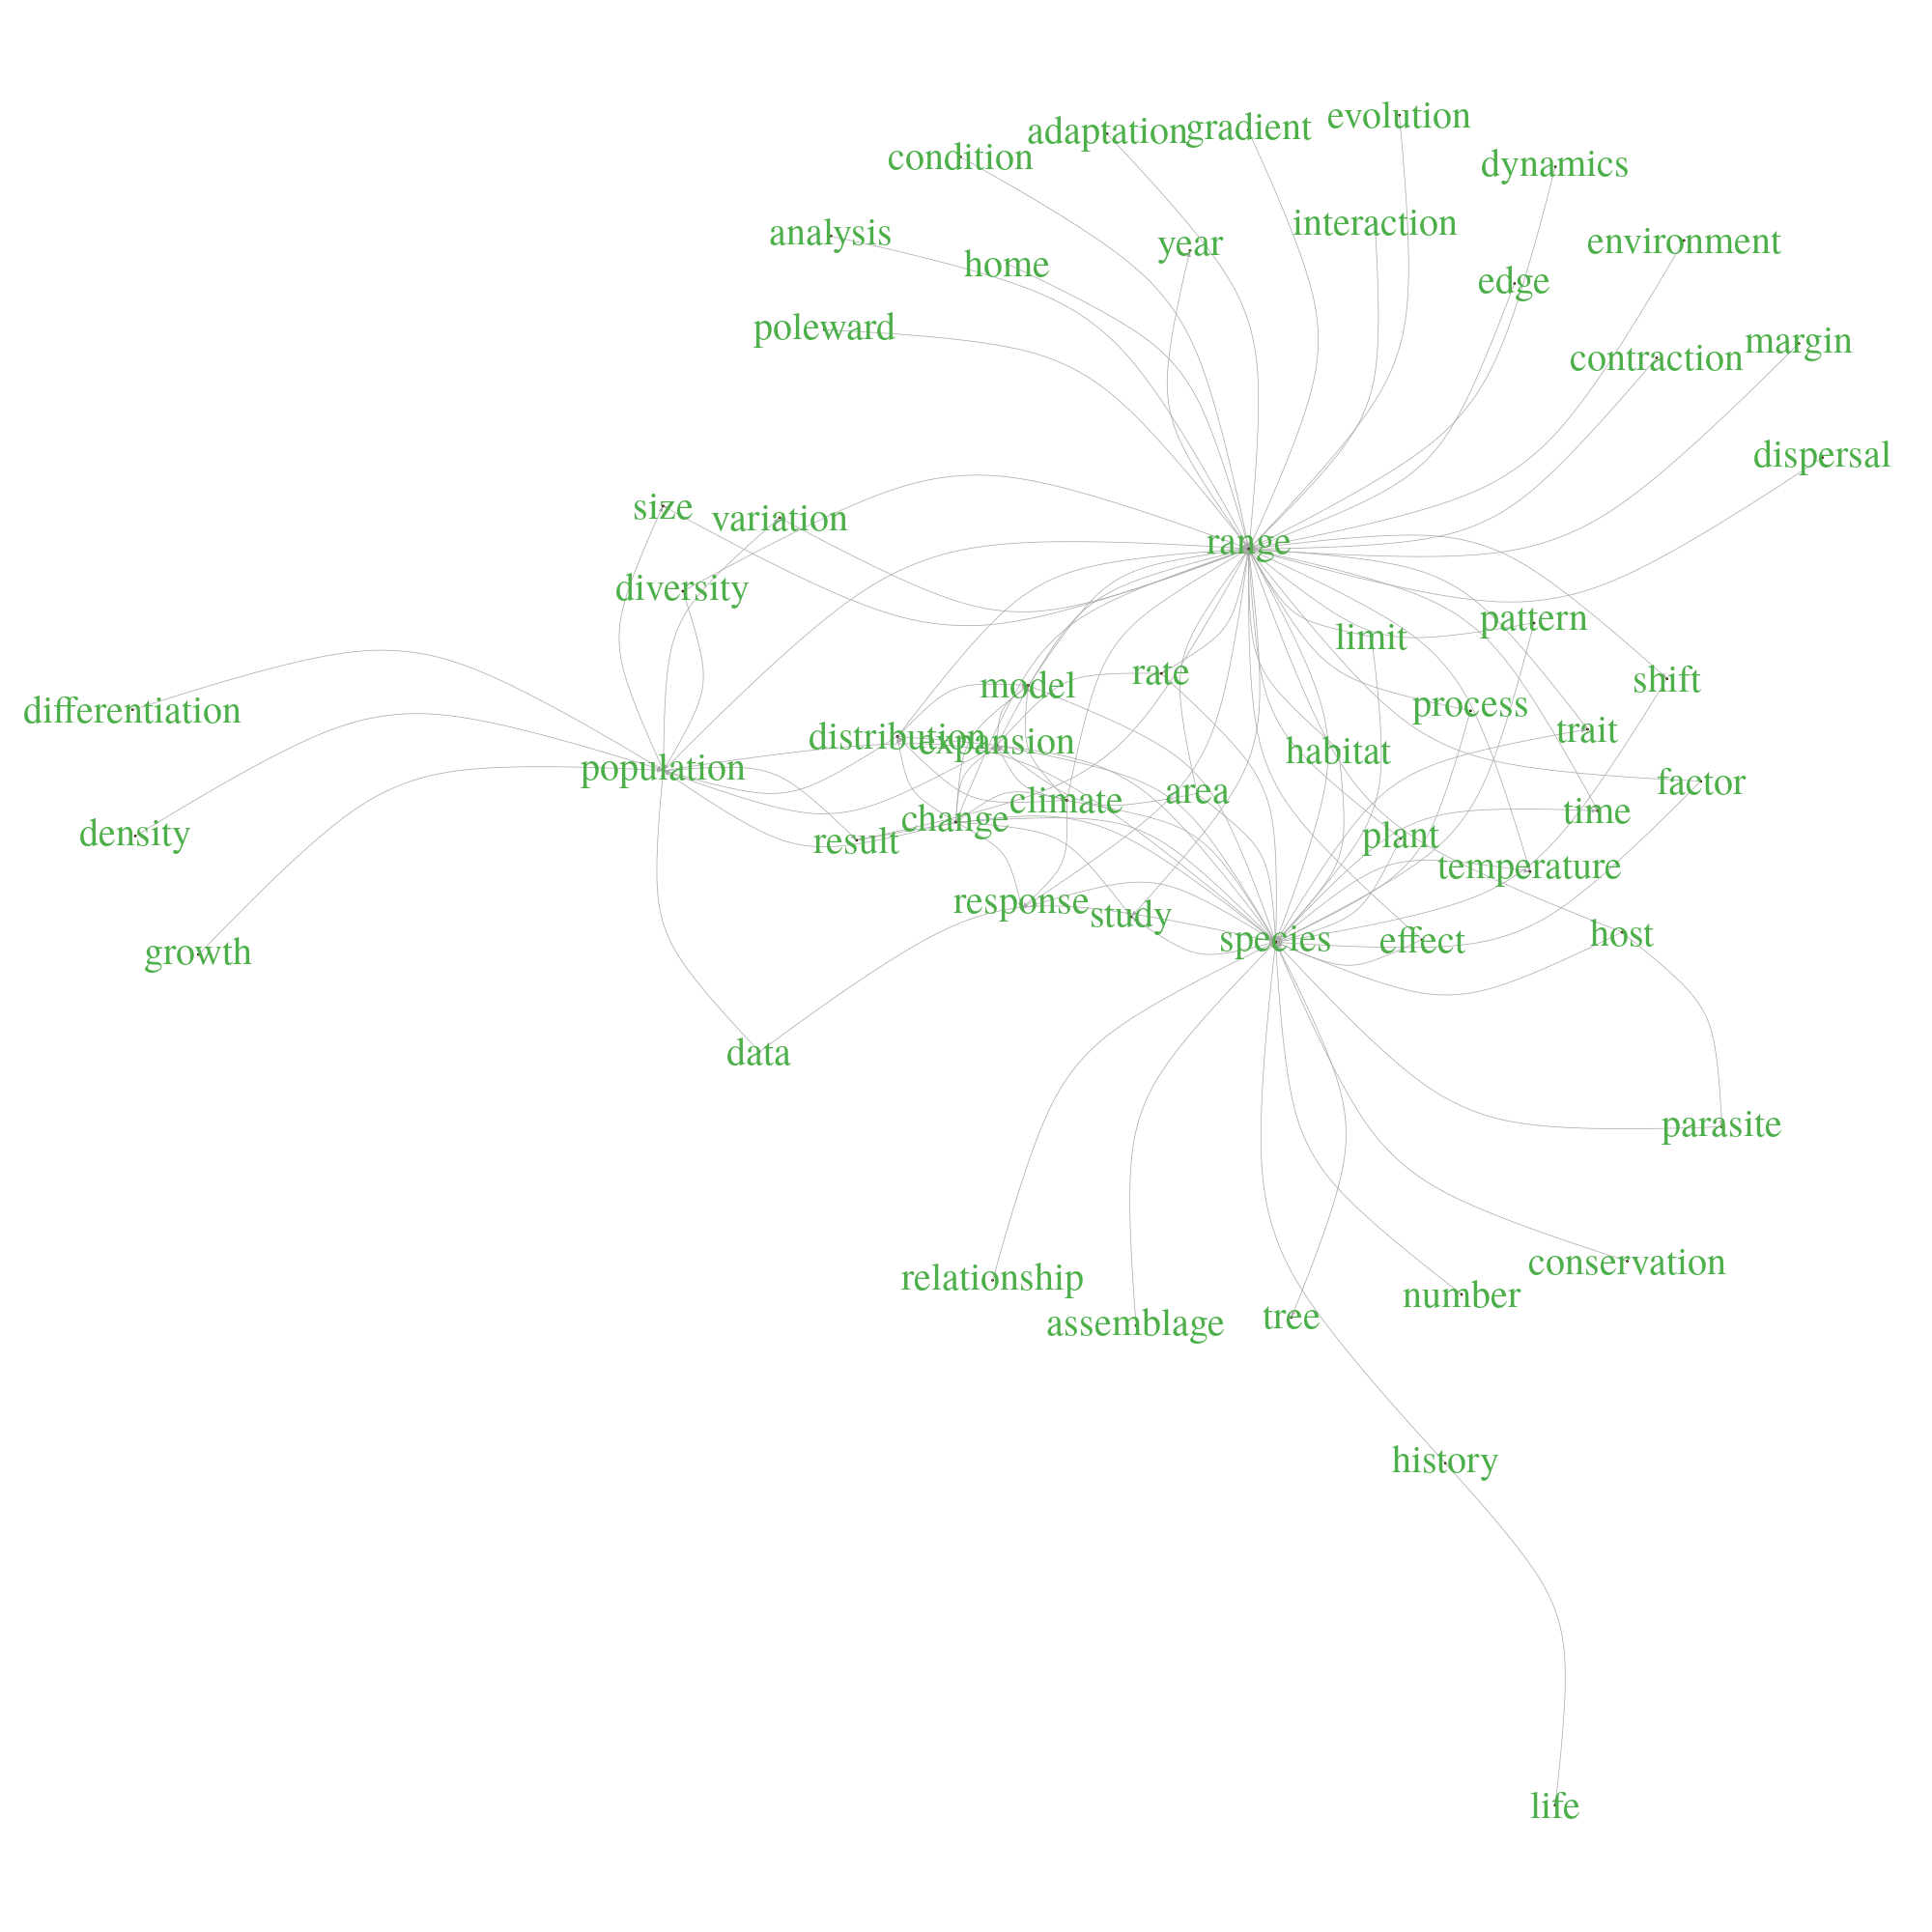 evolution
adaptation
gradient
condition
dynamics
analysis
interaction
year
environment
home
edge
poleward
margin
contraction
dispersal
size
variation
range
diversity
pattern
limit
rate
model
shift
differentiation
process
trait
distribution
expansion
habitat
population
factor
area
climate
time
change
density
result
plant
temperature
response
study
species
effect
host
growth
data
parasite
conservation
relationship
number
tree
assemblage
history
life